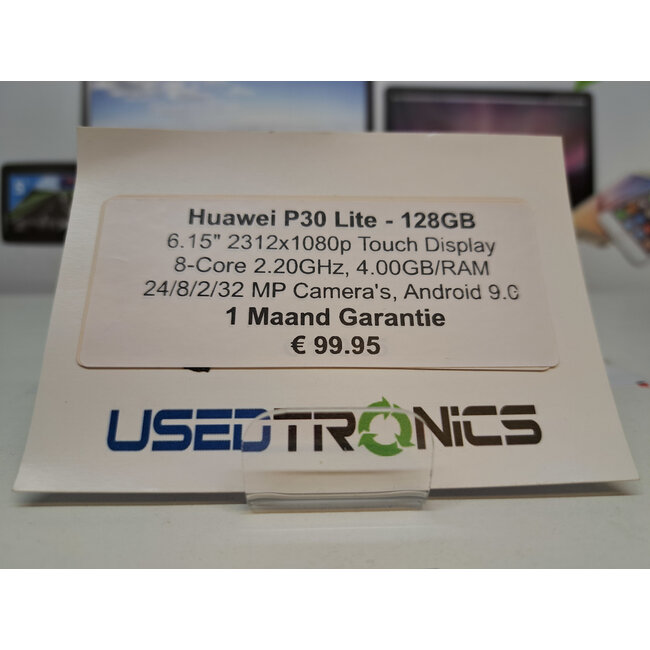 Huawei P30 Lite - 128GB
6.15" 2312x1080p Touch Display
8-Core 2.20GHz, 4.00GB/RAM
24/8/2/32 MP Camera's, Android 9.0
1 Maand Garantie
€ 99.95
USEDTRONiCS